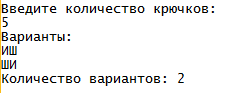 Введите количество крючков:
5
Варианты:
ИШ
ШИ
Количество вариантов: 2